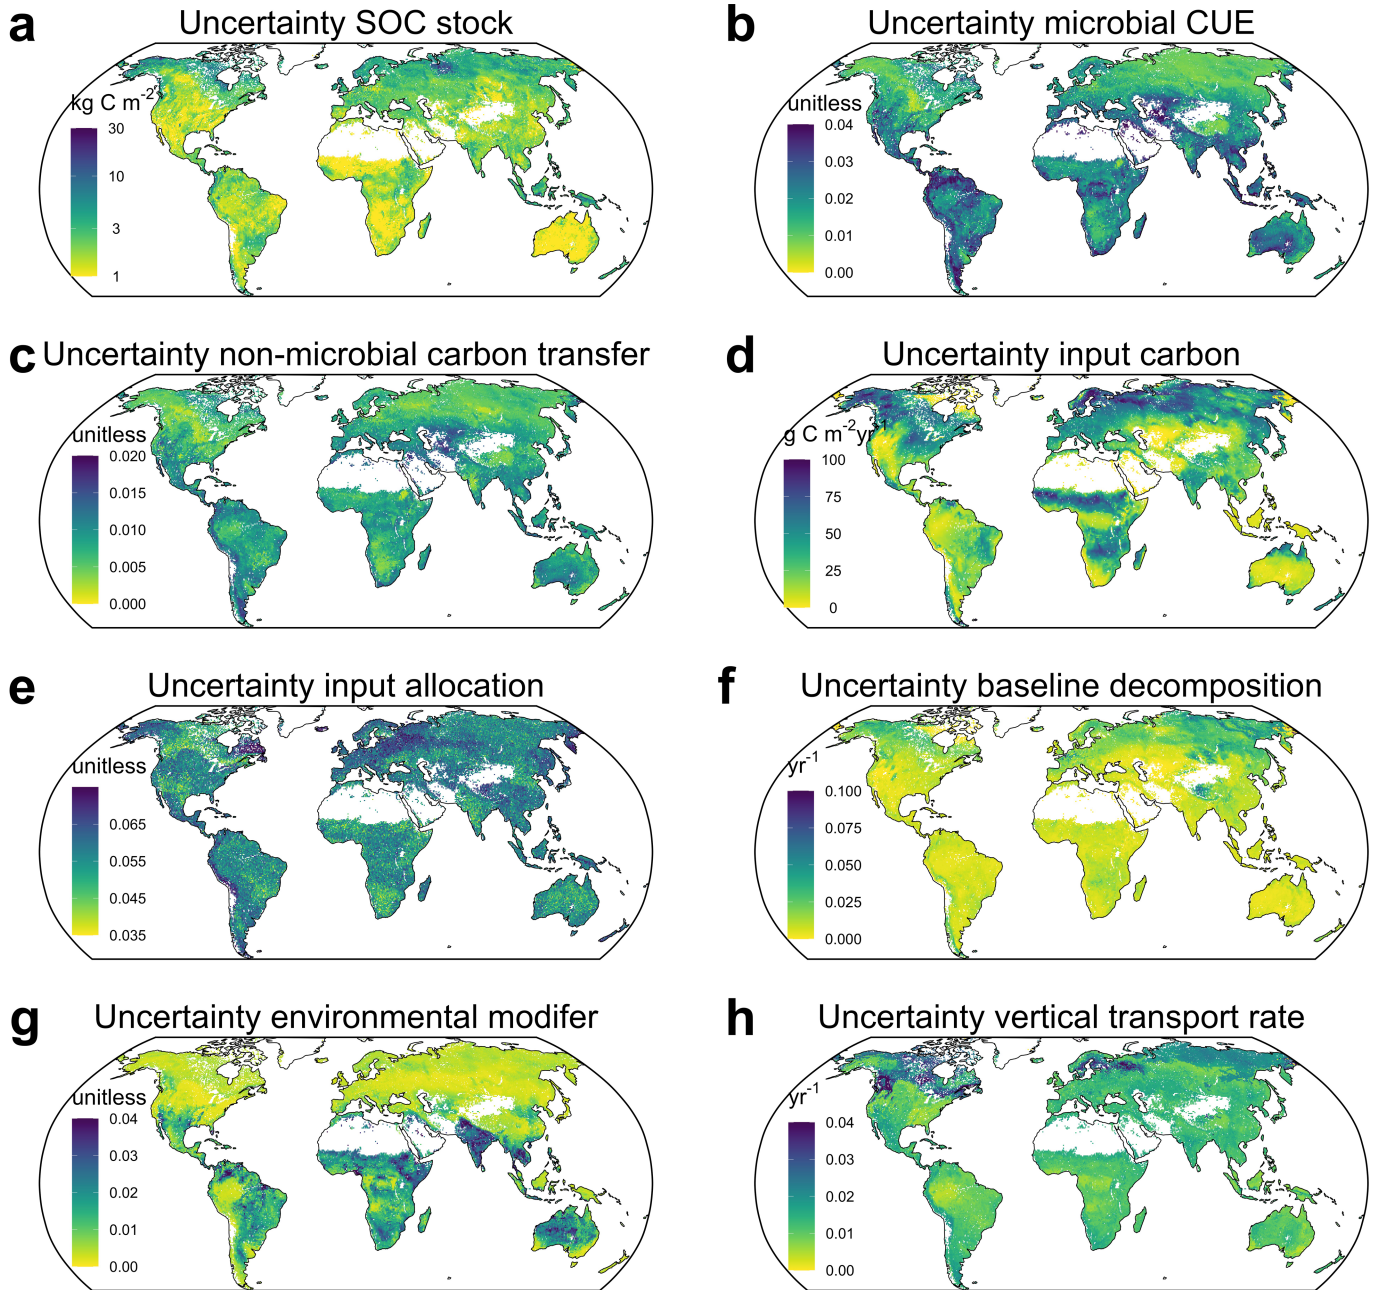 a Uncertainty SOC stock
kg C m-2
30
10
3
1
b Uncertainty microbial CUE
unitless
0.04
0.03
0.02
0.01
0.00
c Uncertainty non-microbial carbon transfer
unitless
0.020
0.015
0.010
0.005
0.000
d Uncertainty input carbon
g C m-2yr-1
100
75
50
25
0
e Uncertainty input allocation
unitless
0.065
0.055
0.045
0.035
f Uncertainty baseline decomposition
yr-1
0.100
0.075
0.050
0.025
0.000
g Uncertainty environmental modifer
unitless
0.04
0.03
0.02
0.01
0.00
h Uncertainty vertical transport rate
yr-1
0.04
0.03
0.02
0.01
0.00